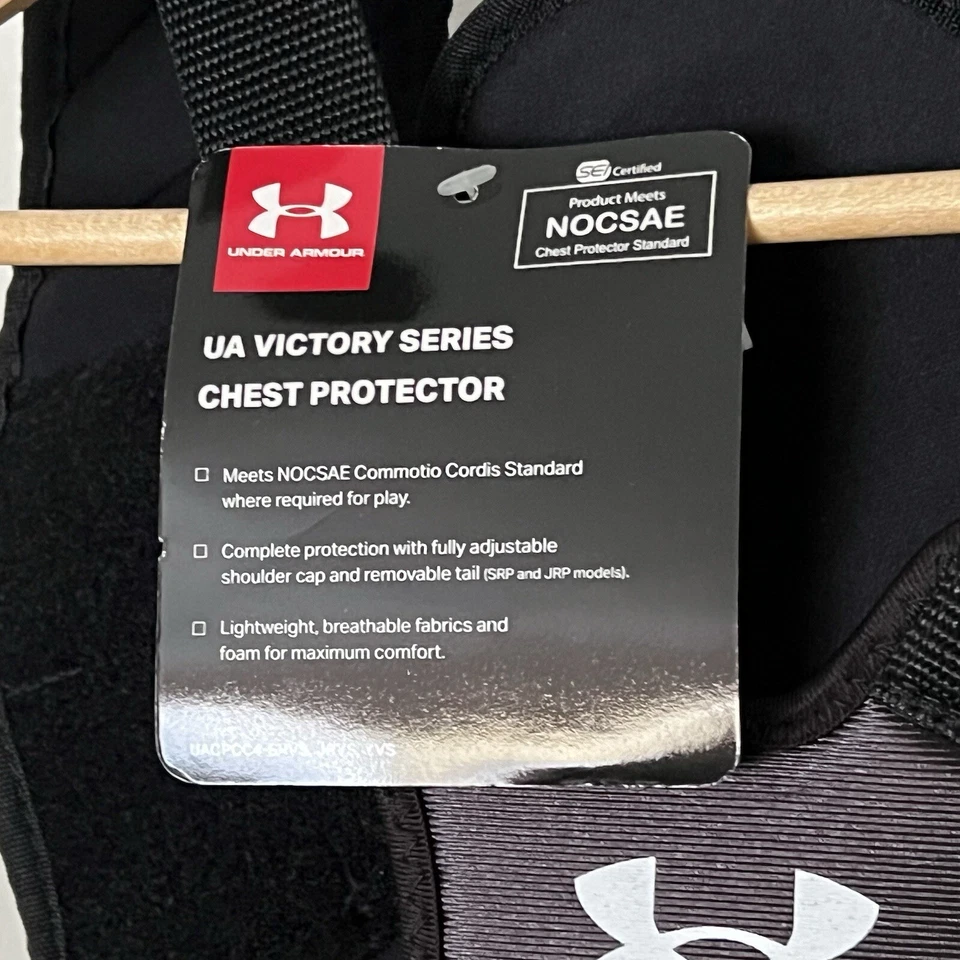 SEI Certified
Product Meets
NOCSAE
Chest Protector Standard
UNDER ARMOUR
UA VICTORY SERIES
CHEST PROTECTOR
Meets NOCSAE Commotio Cordis Standard
where required for play.
Complete protection with fully adjustable
shoulder cap and removable tail (SRP and JRP models).
Lightweight, breathable fabrics and
foam for maximum comfort.